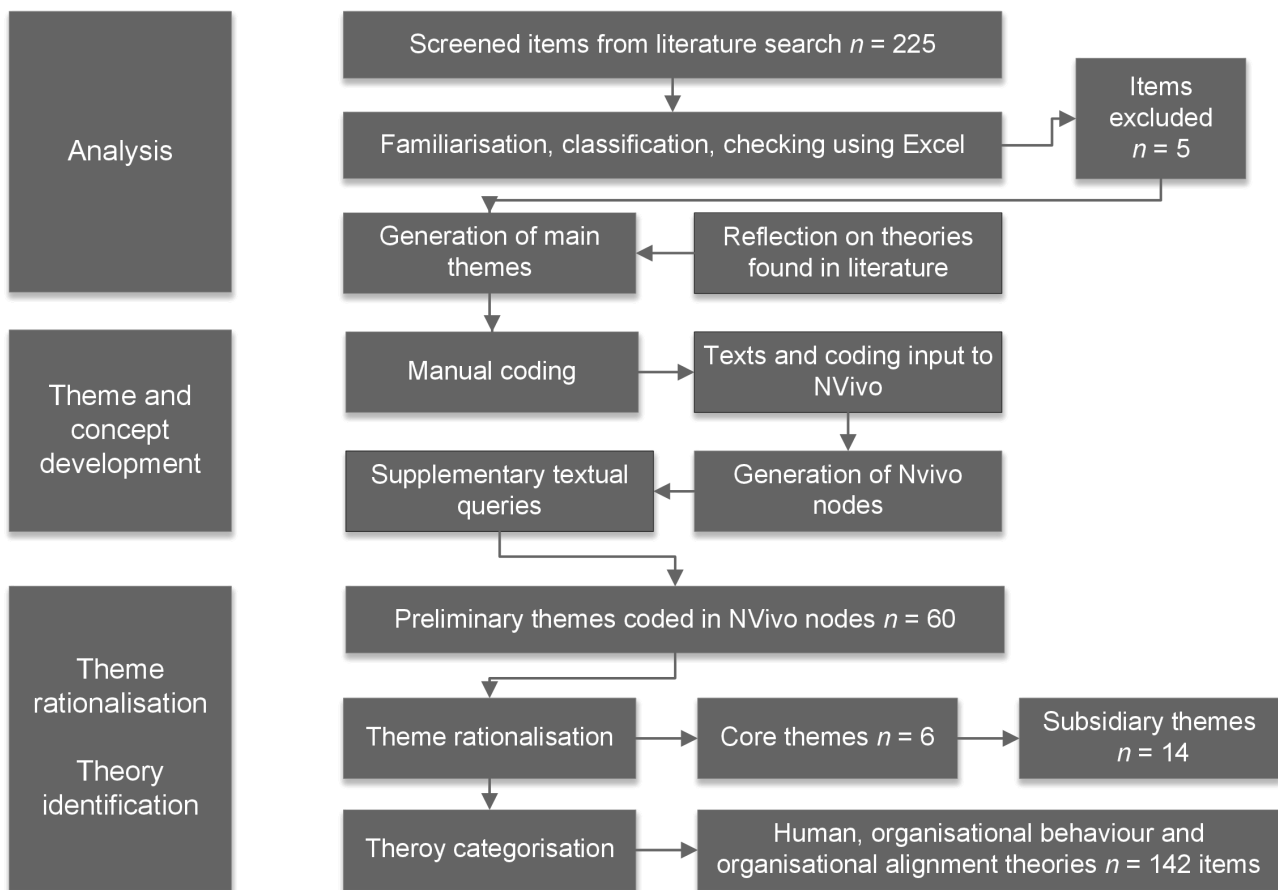 Analysis
Screened items from literature search n = 225
Familiarisation, classification, checking using Excel
Items
excluded
n = 5
Generation of main
themes
Reflection on theories
found in literature
Theme and
concept
development
Manual coding
Texts and coding input to
NVivo
Supplementary textual
queries
Generation of Nvivo
nodes
Theme
rationalisation
Theory
identification
Preliminary themes coded in NVivo nodes n = 60
Theme rationalisation
Core themes n = 6
Subsidiary themes
n = 14
Theroy categorisation
Human, organisational behaviour and
organisational alignment theories n = 142 items